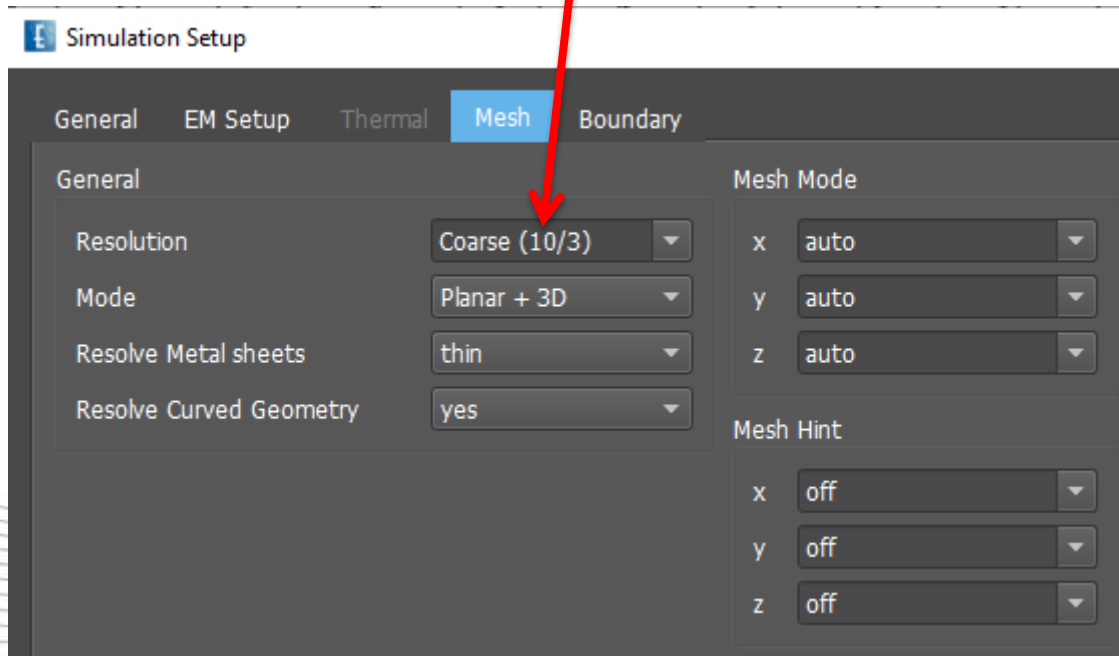 Simulation Setup
General EM Setup Thermal Mesh Boundary
General
Resolution Coarse (10/3)
Mode Planar + 3D
Resolve Metal sheets thin
Resolve Curved Geometry yes
Mesh Mode
x auto
y auto
z auto
Mesh Hint
x off
y off
z off